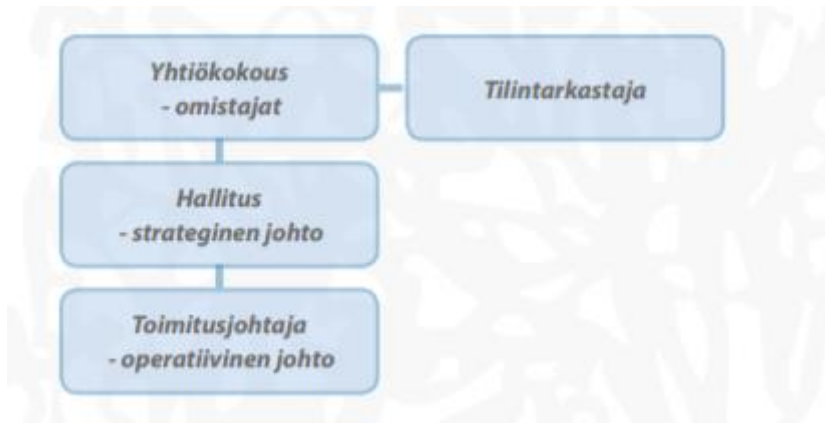 Yhtiökokous
- omistajat
Tilintarkastaja
Hallitus
- strateginen johto
Toimitusjohtaja
- operatiivinen johto